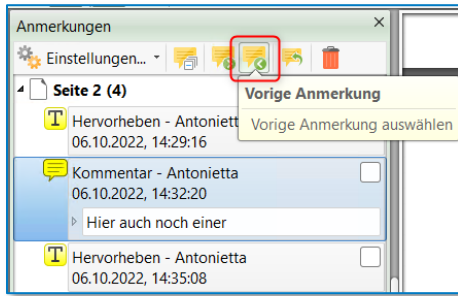 Anmerkungen
Einstellungen...
Seite 2 (4)
Vorige Anmerkung
Vorige Anmerkung auswählen
T Hervorheben - Antoniett
06.10.2022, 14:29:16
Kommentar - Antonietta
06.10.2022, 14:32:20
Hier auch noch einer
T Hervorheben - Antonietta
06.10.2022, 14:35:08